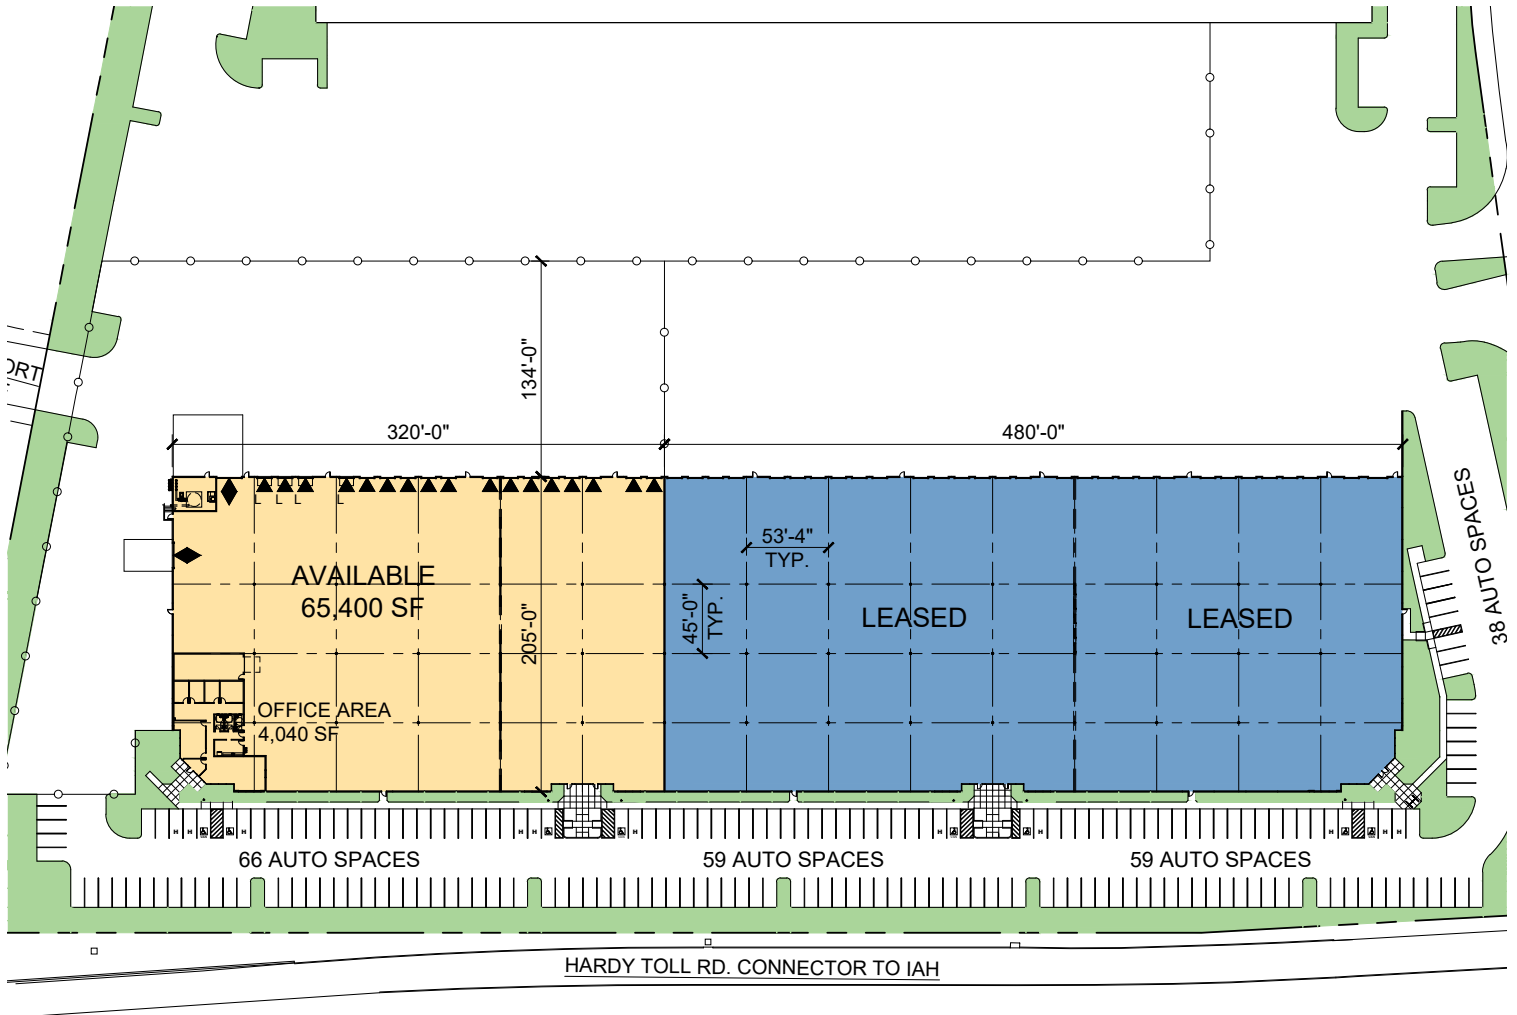 ORT
134'-0"
320'-0"
480'-0"
L
L
L
L
53'-4"
TYP.
AVAILABLE
65,400 SF
205'-0"
45'-0"
TYP.
LEASED
LEASED
38 AUTO SPACES
OFFICE AREA
4,040 SF
H H H H H H H H H H H H
66 AUTO SPACES
59 AUTO SPACES
59 AUTO SPACES
HARDY TOLL RD. CONNECTOR TO IAH